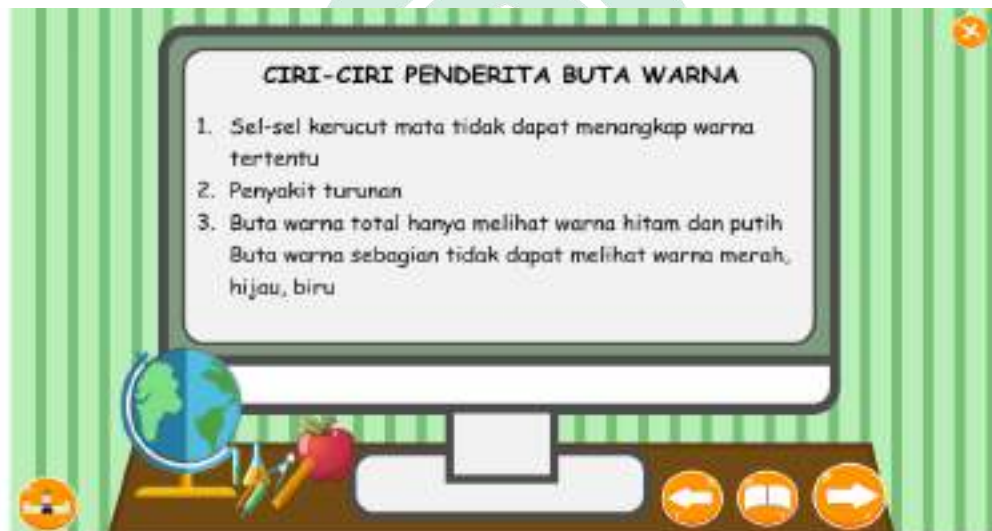 CIRI-CIRI PENDERITA BUTA WARNA
1. Sel-sel kerucut mata tidak dapat menangkap warna
tertentu
2. Penyakit turunan
3. Buta warna total hanya melihat warna hitam dan putih
Buta warna sebagian tidak dapat melihat warna merah,
hijau, biru